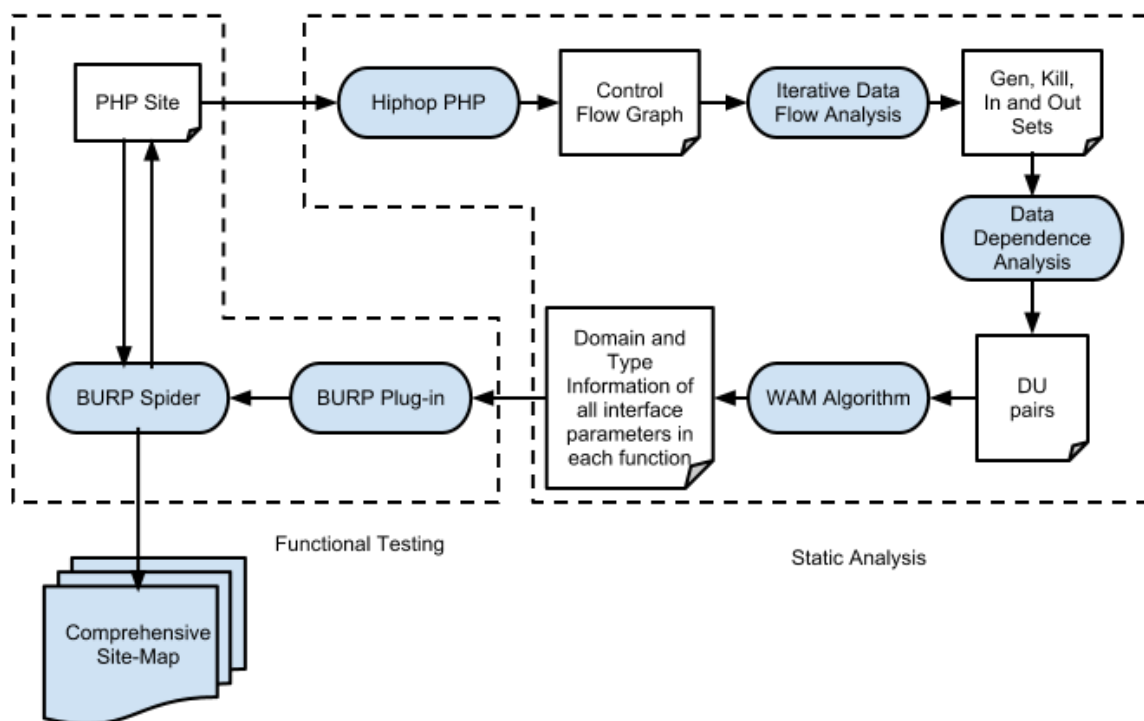 PHP Site
Hiphop PHP
Control
Flow Graph
Iterative Data
Flow Analysis
Gen, Kill,
In and Out
Sets
Data
Dependence
Analysis
DU
pairs
WAM Algorithm
Domain and
Type
Information of
all interface
parameters in
each function
BURP Plug-in
BURP Spider
Functional Testing
Static Analysis
Comprehensive
Site-Map